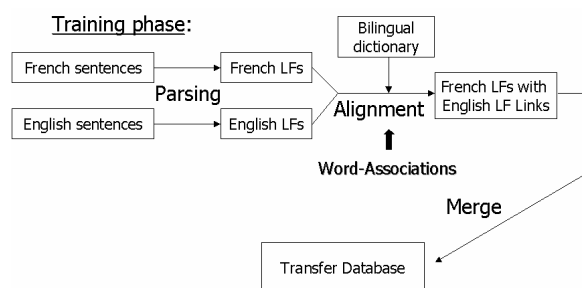 Training phase:
Bilingual
dictionary
French sentences
French LFs
Parsing
English sentences
English LFs
Alignment
French LFs with
English LF Links
Word-Associations
Merge
Transfer Database